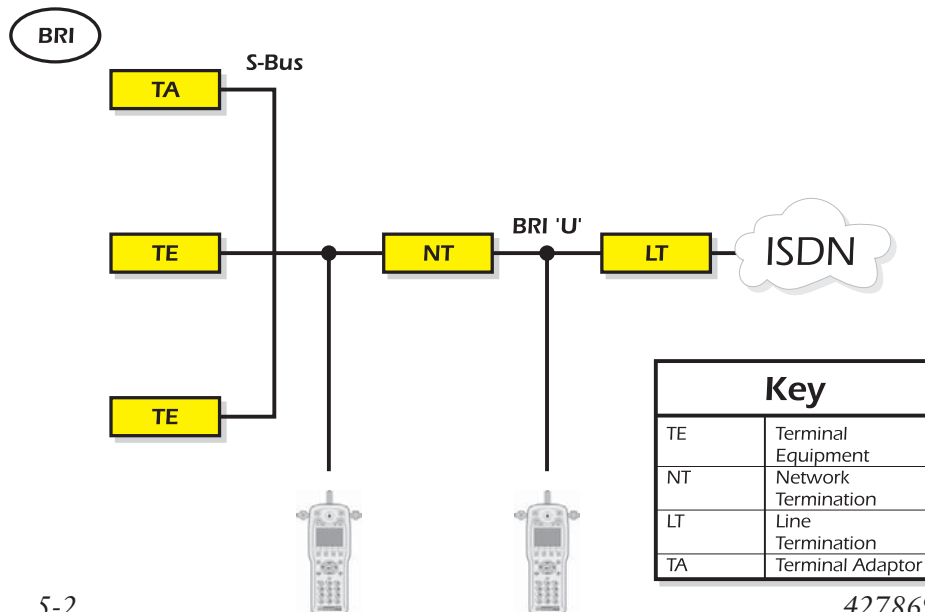 BRI
S-Bus
TA
TE
NT
BRI 'U'
LT
ISDN
TE
Key
TE Terminal
Equipment
NT Network
Termination
LT Line
Termination
TA Terminal Adaptor
5-2